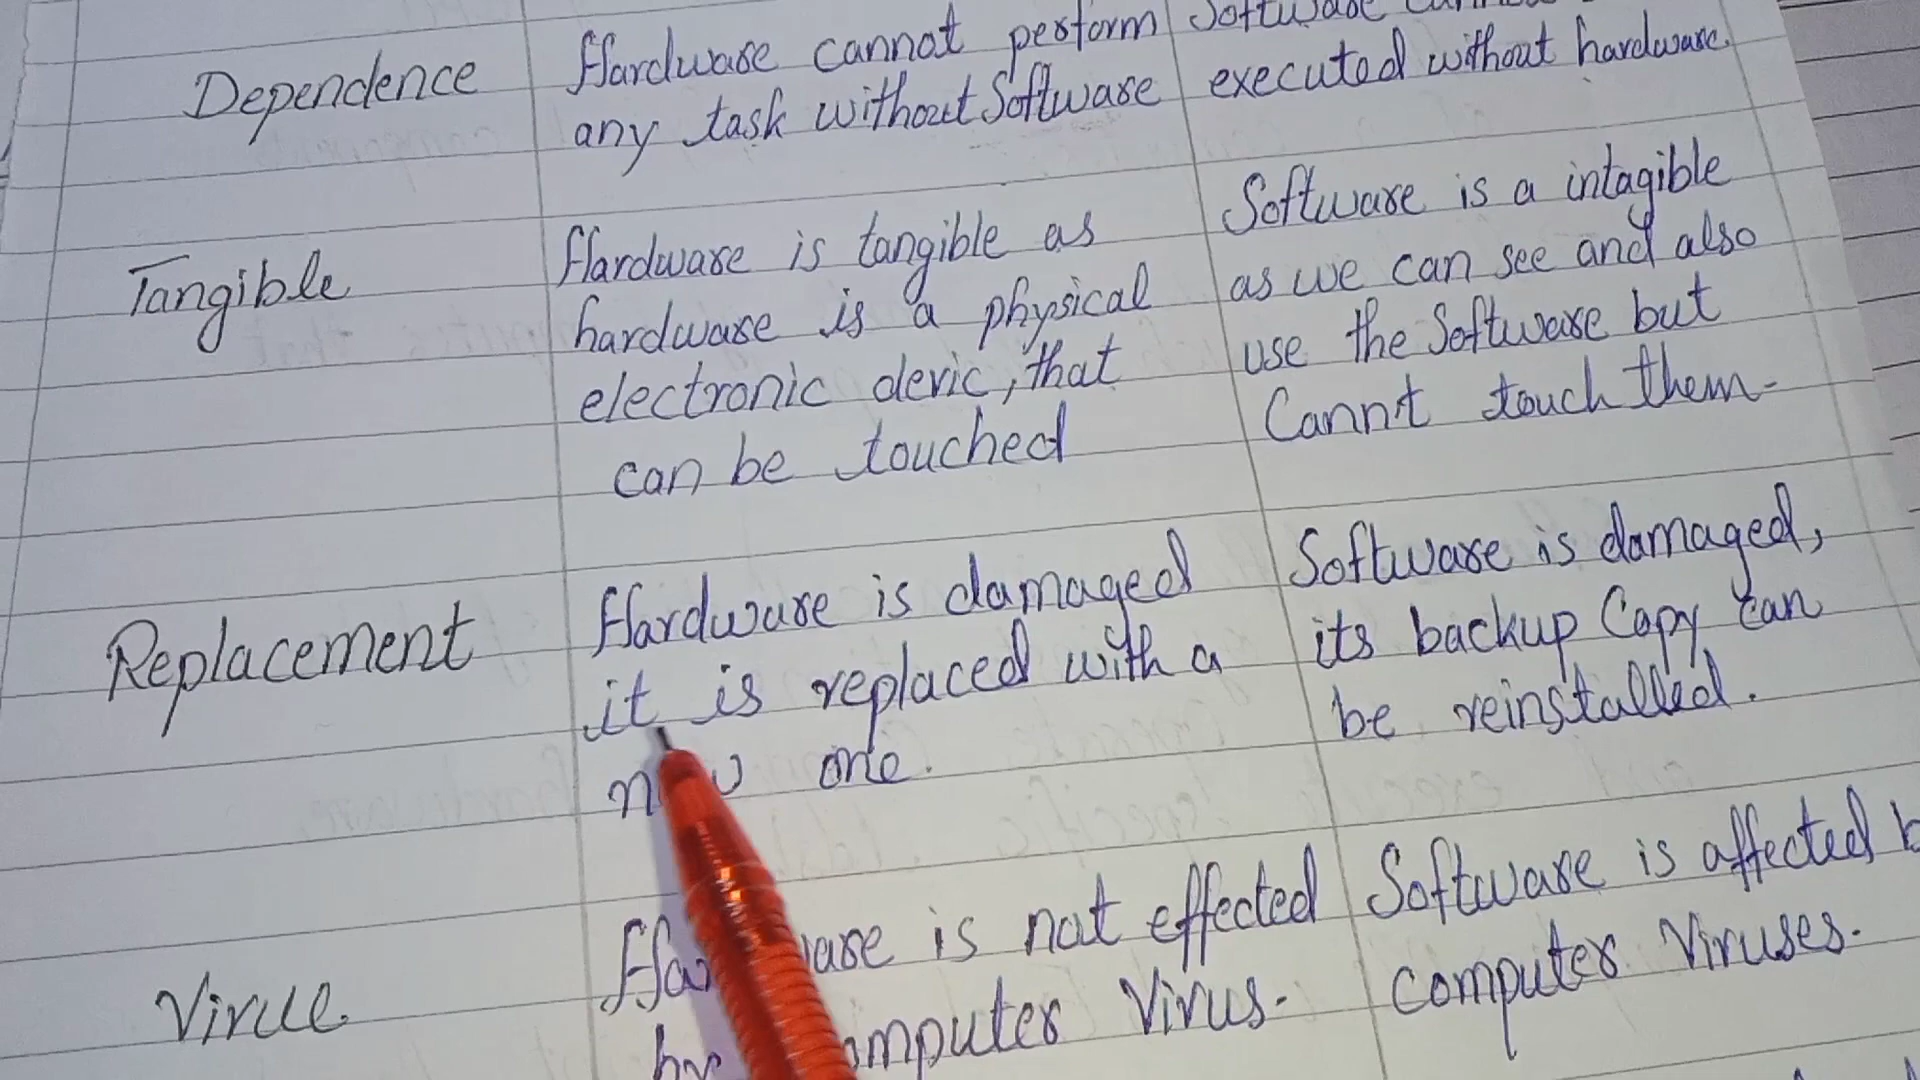 Dependence
Hardware cannot perform
any task without Software
Software
executed without hardware.
Tangible
Hardware is tangible as
hardware is a physical
electronic devic, that
can be touched
Software is a intagible
as we can see and also
use the Software but
Cannt touch them-
Replacement
Hardware is damaged
it is replaced with a
one.
Software is damaged,
its backup Copy can
be reinstalled.
Virue
is not effected
Virus.
Software is affected
computer Viruses.